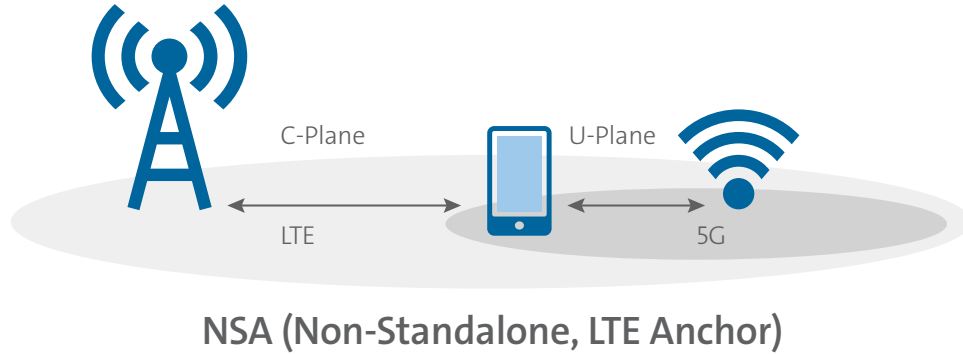 C-Plane
U-Plane
LTE
5G
NSA (Non-Standalone, LTE Anchor)